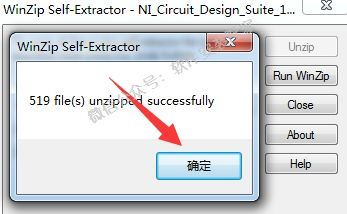 WinZip Self-Extractor - NI_Circuit_Design_Suite_1...
WinZip Self-Extractor
519 file(s) unzipped successfully
确定
Unzip
Run WinZip
Close
About
Help